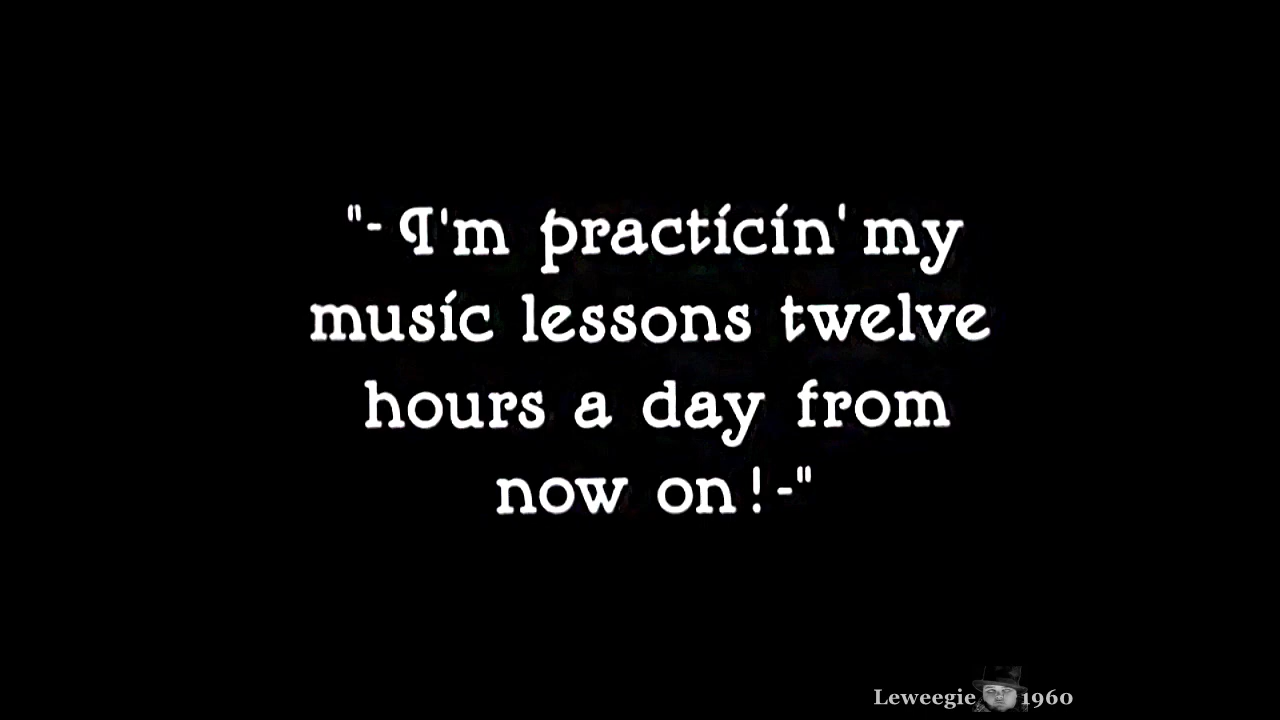 "- I'm practicin' my
music lessons twelve
hours a day from
now on! -"
Leweegie 1960